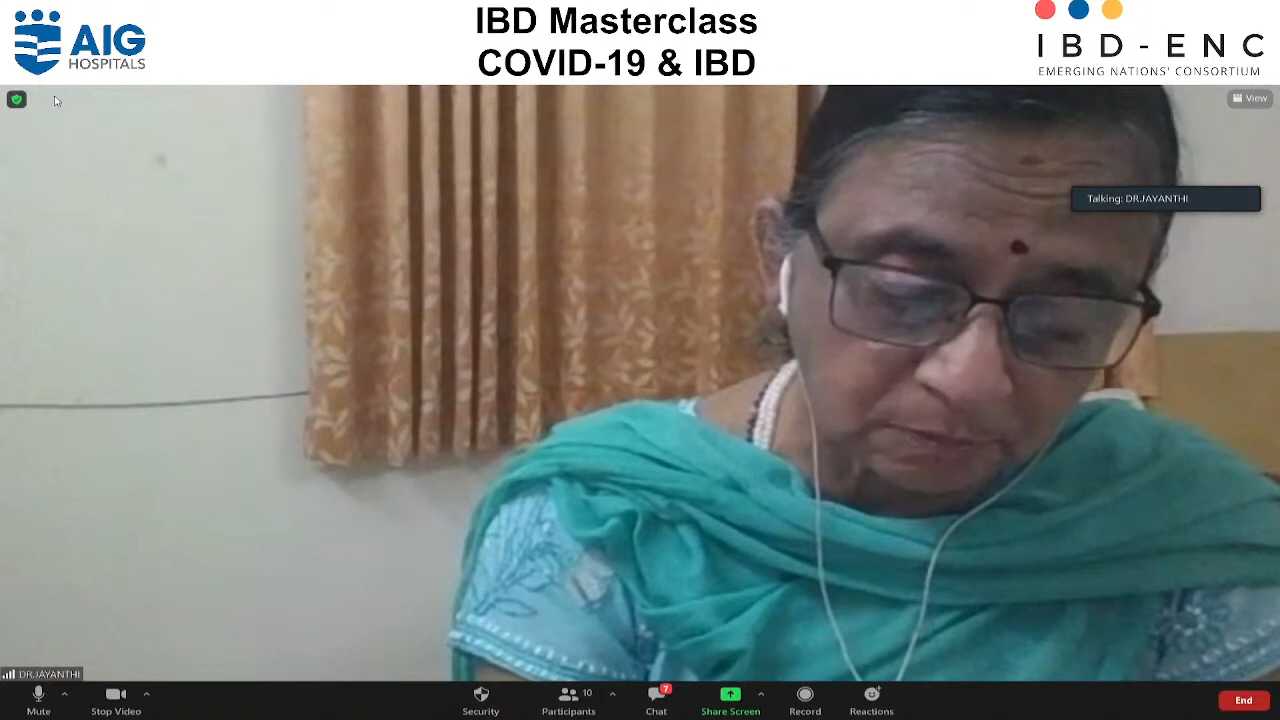 AIG
HOSPITALS
IBD Masterclass
COVID-19 & IBD
IBD-ENC
EMERGING NATIONS' CONSORTIUM
View
Talking: DR.JAYANTHI
DR.JAYANTHI
Mute
Stop Video
Security
Participants
10
Chat
7
Share Screen
Record
Reactions
End